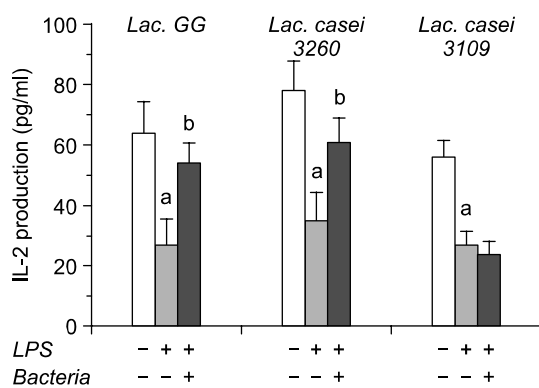 Lac. GG Lac. casei Lac. casei
3260 3109
IL-2 production (pg/ml)
100
80
60
40
20
0
a b a b a
LPS – + + – + + – + +
Bacteria – – + – – + – – +